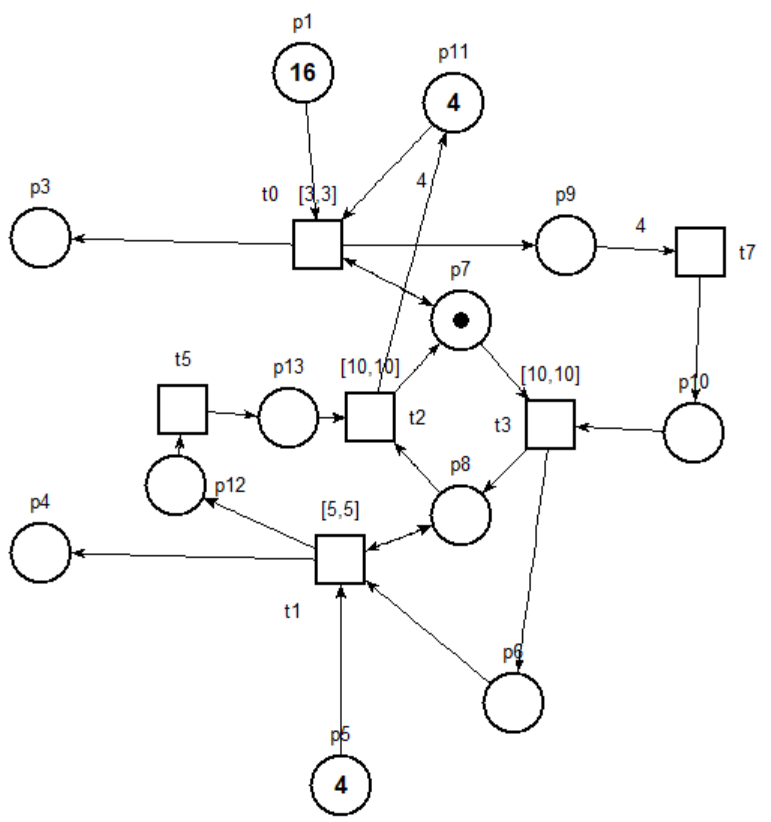 p1
16
p11
4
p3
t0 [3,3]
4
p9
4
t7
p7
t5
p13
[10,10]
[10,10]
p10
t2
t3
p8
p12
p4
[5,5]
t1
p6
p5
4